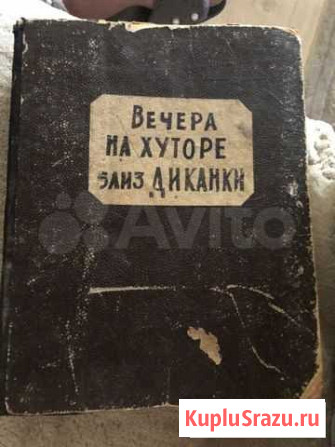 ВЕЧЕРА
НА ХУТОРЕ
БЛИЗ ДИКАНКИ
Avito
KupluSrazu.ru